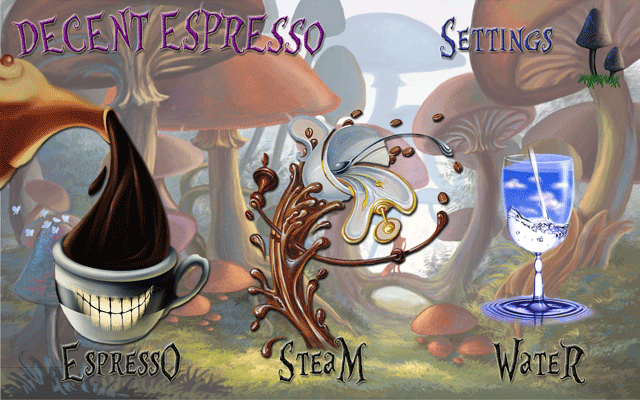 DECENT ESPRESSO
SETTINGS
ESPRESSO
STEaM
WateR